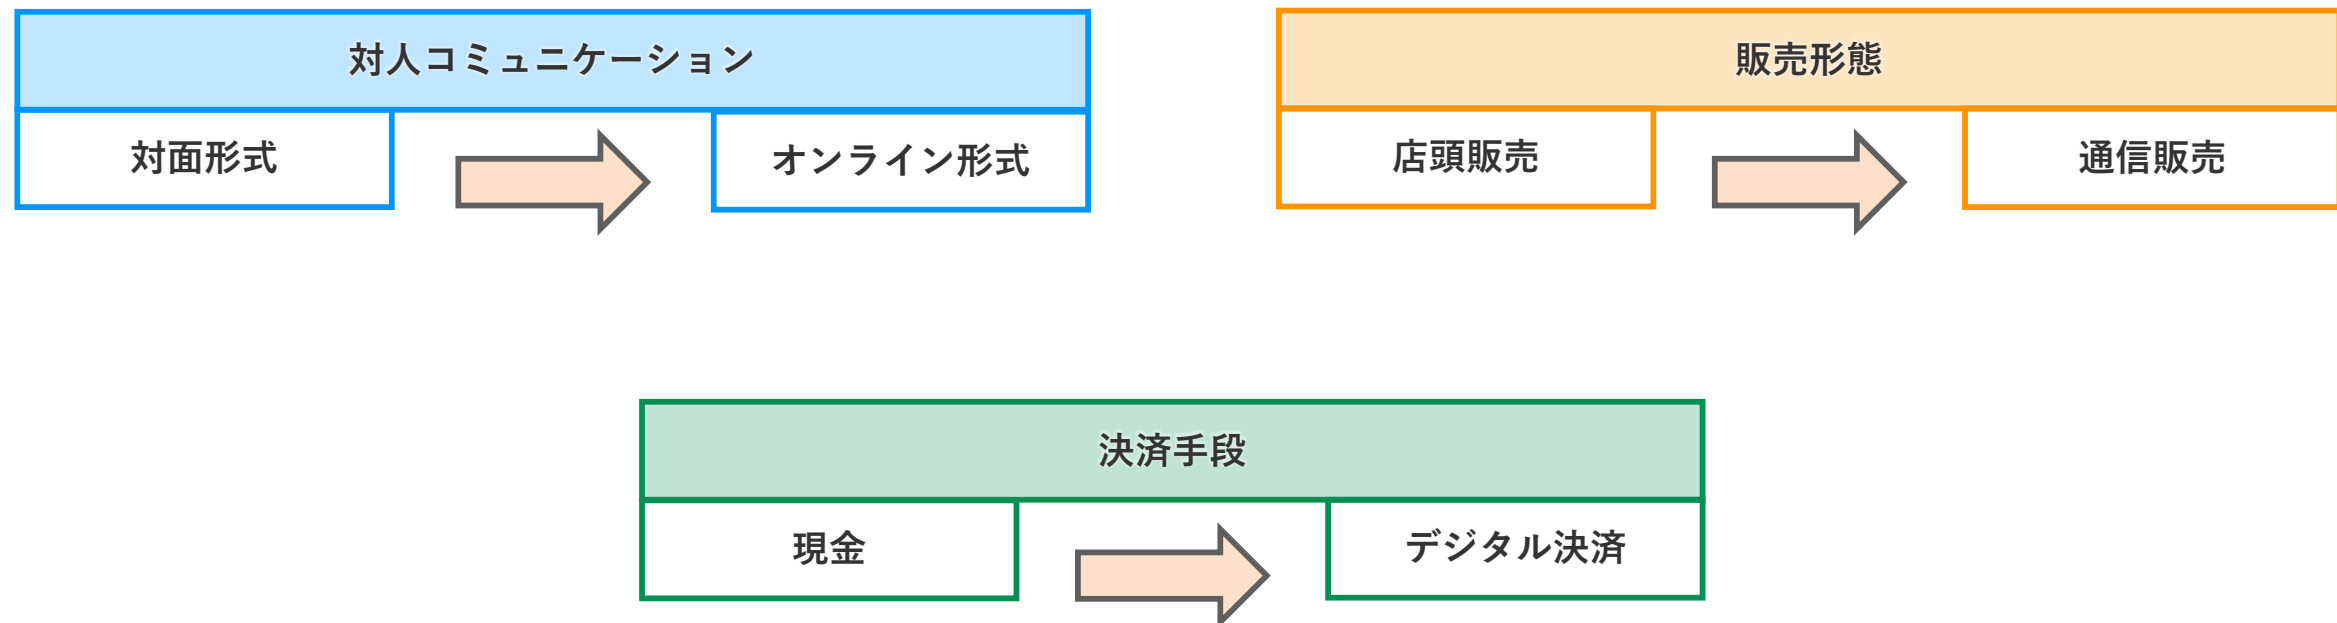 対人コミュニケーション
対面形式
オンライン形式
販売形態
店頭販売
通信販売
決済手段
現金
デジタル決済